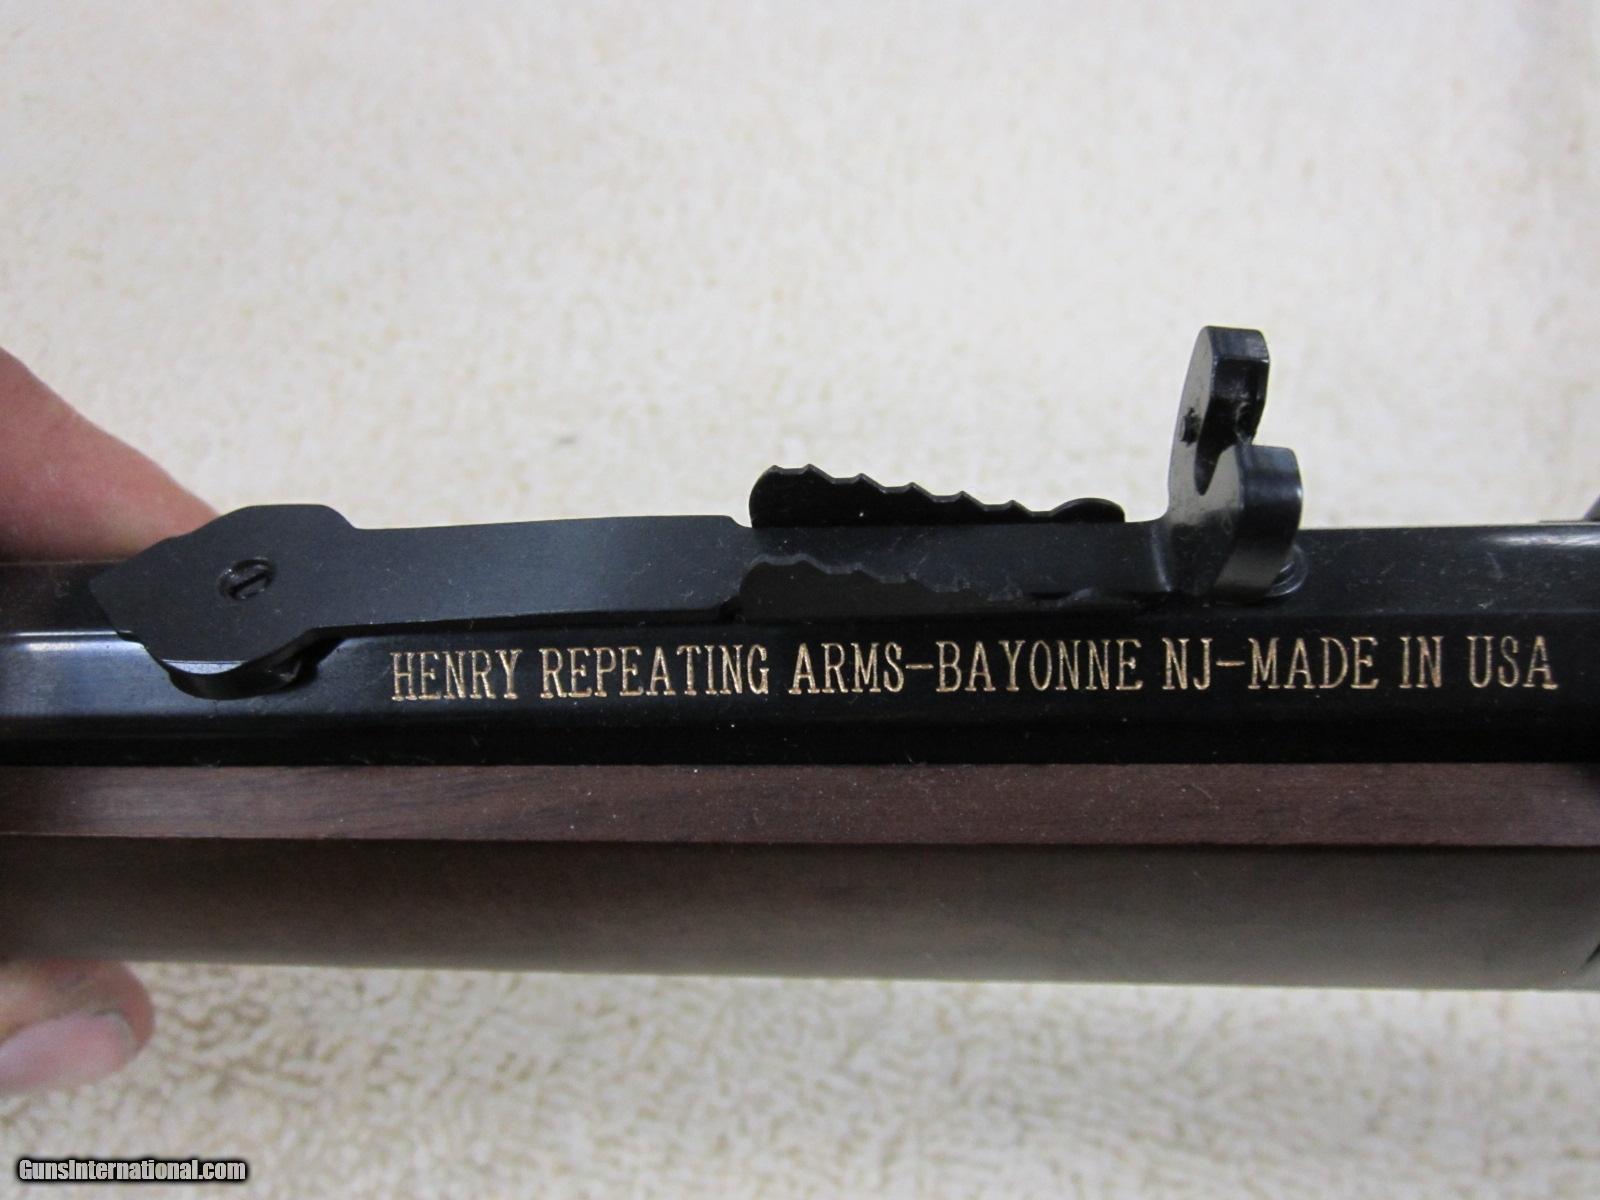 HENRY REPEATING ARMS-BAYONNE NJ-MADE IN USA
GunsInternational.com